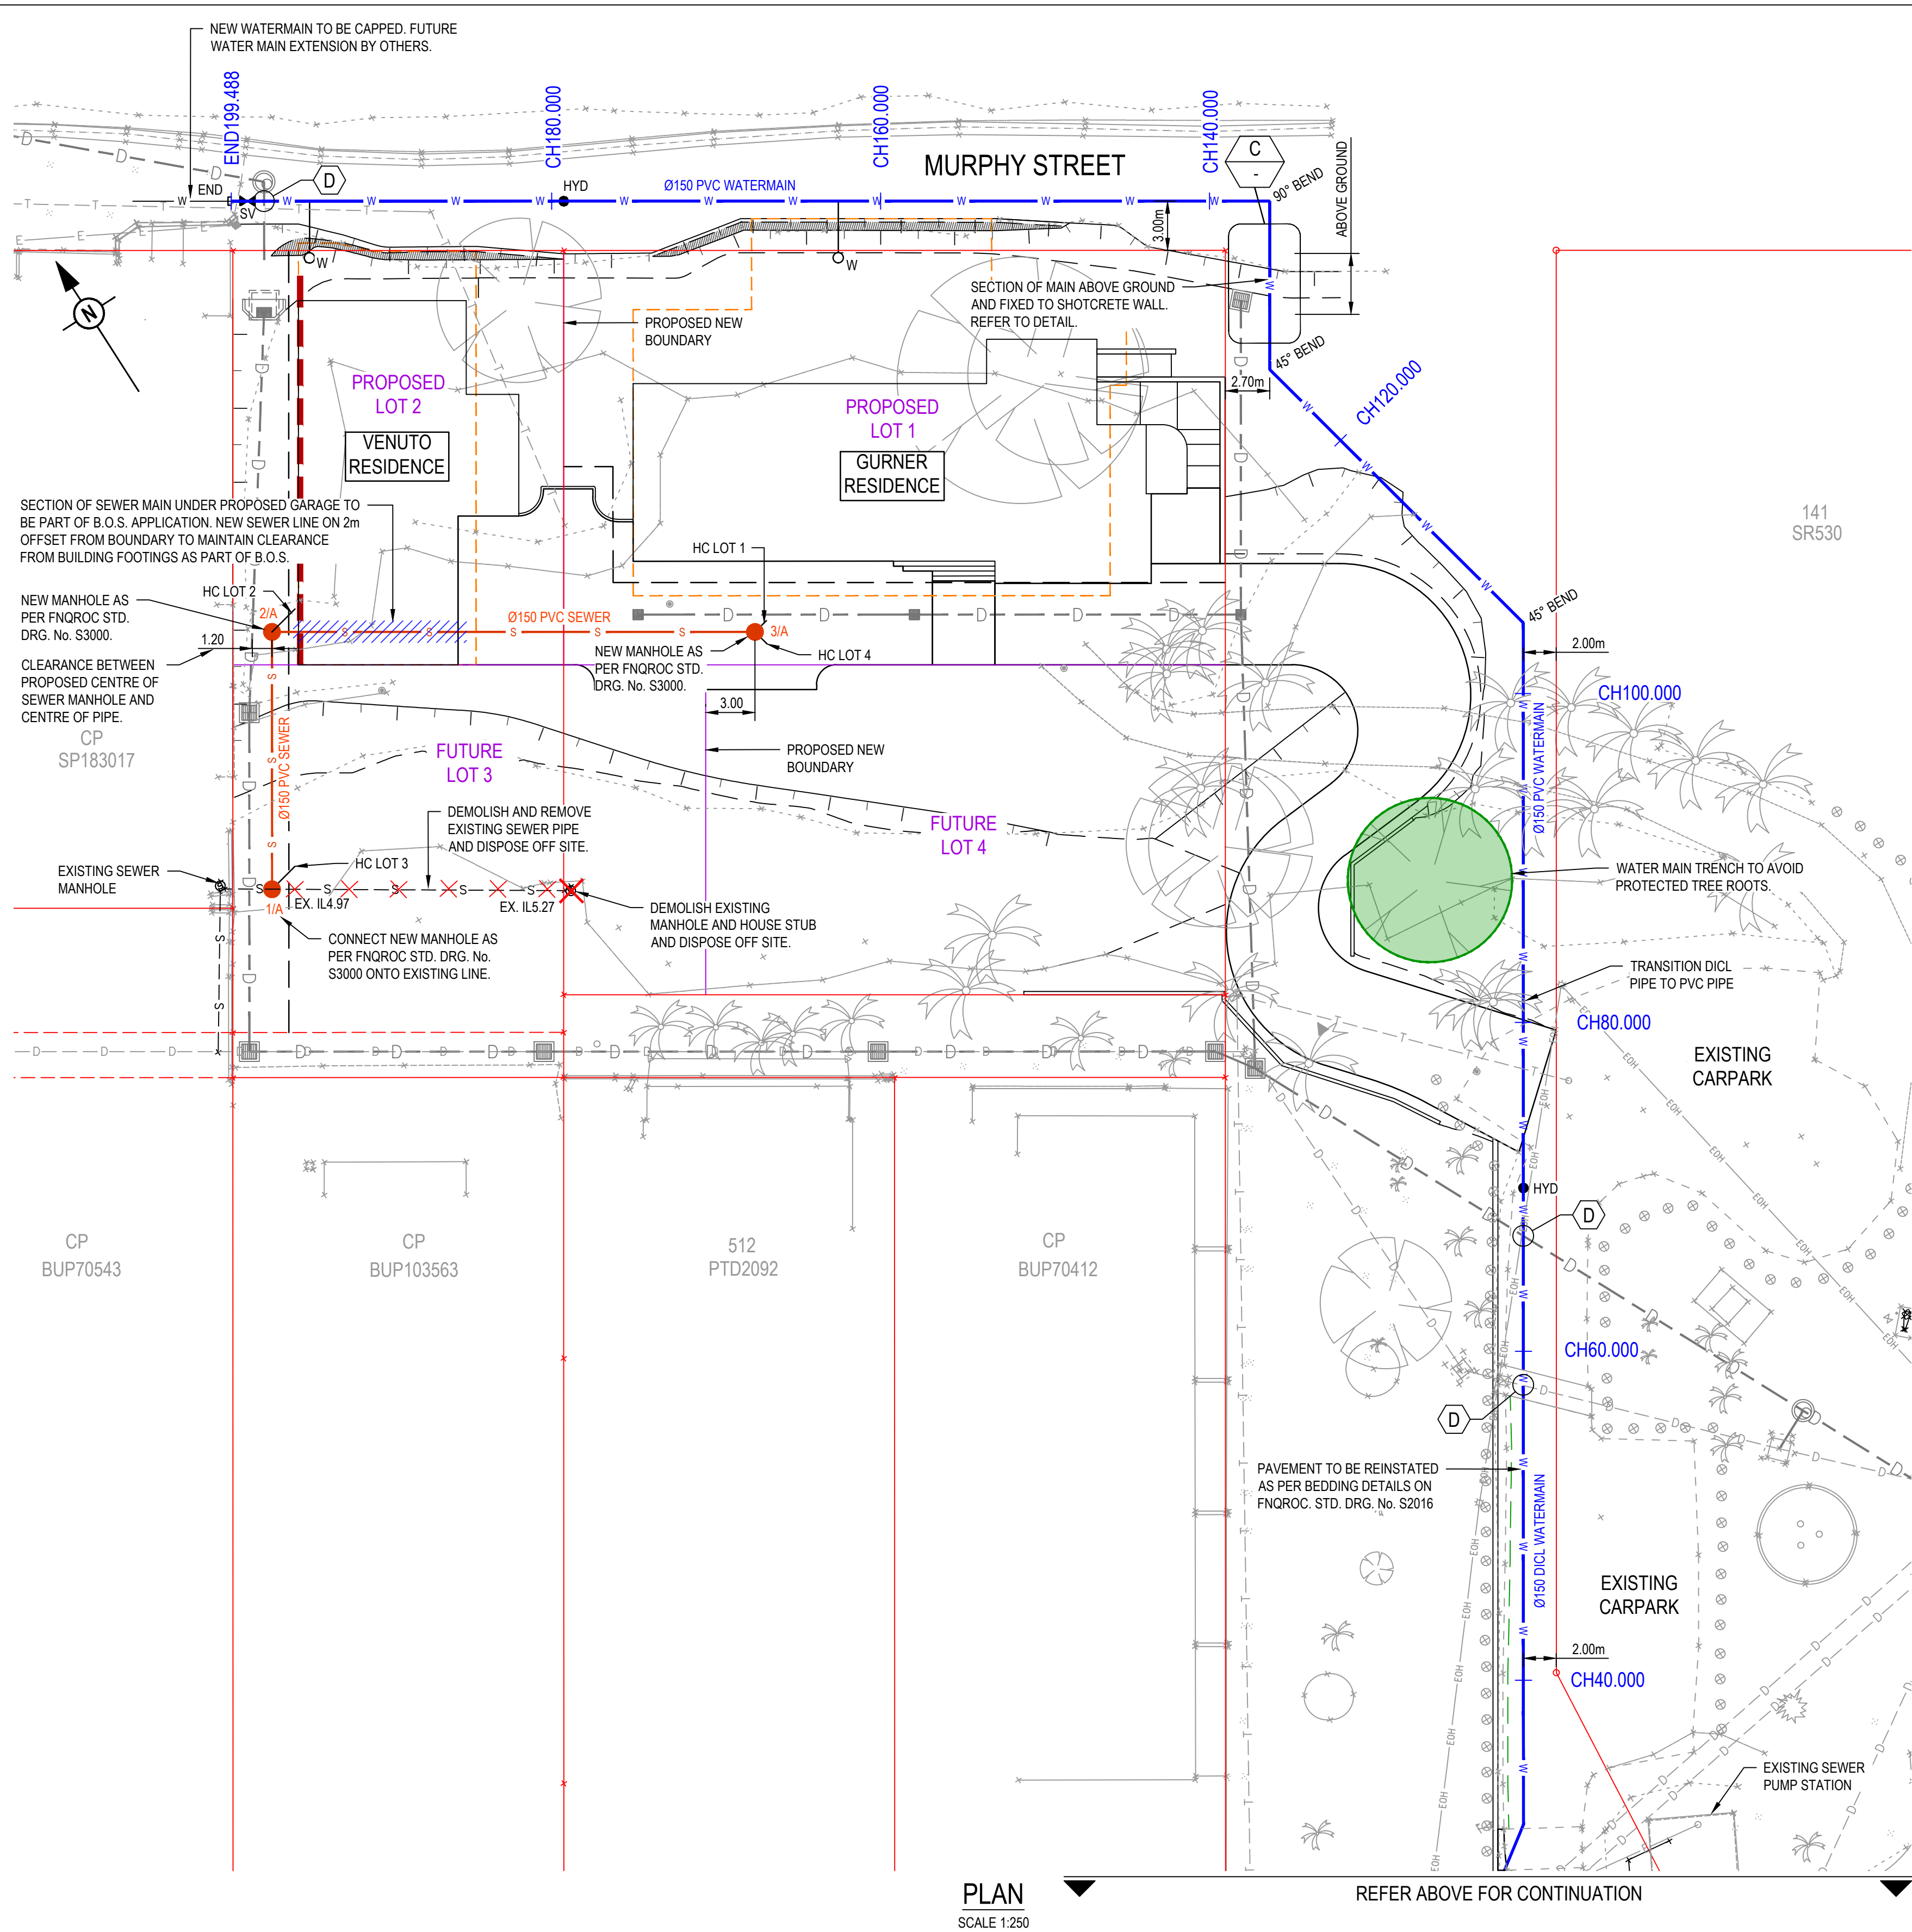 NEW WATERMAIN TO BE CAPPED. FUTURE
WATER MAIN EXTENSION BY OTHERS.
END199.488
CH180.000
CH160.000
CH140.000
MURPHY STREET
C
-
90° BEND
ABOVE GROUND
END
SV
D
HYD
Ø150 PVC WATERMAIN
3.00m
W
W
N
SECTION OF MAIN ABOVE GROUND
AND FIXED TO SHOTCRETE WALL.
REFER TO DETAIL.
PROPOSED NEW
BOUNDARY
45° BEND
2.70m
CH120.000
PROPOSED
LOT 2
VENUTO
RESIDENCE
PROPOSED
LOT 1
GURNER
RESIDENCE
141
SR530
SECTION OF SEWER MAIN UNDER PROPOSED GARAGE TO
BE PART OF B.O.S. APPLICATION. NEW SEWER LINE ON 2m
OFFSET FROM BOUNDARY TO MAINTAIN CLEARANCE
FROM BUILDING FOOTINGS AS PART OF B.O.S.
HC LOT 1
HC LOT 2
NEW MANHOLE AS
PER FNQROC STD.
DRG. No. S3000.
2/A
Ø150 PVC SEWER
3/A
1.20
NEW MANHOLE AS
PER FNQROC STD.
DRG. No. S3000.
HC LOT 4
45° BEND
2.00m
CLEARANCE BETWEEN
PROPOSED CENTRE OF
SEWER MANHOLE AND
CENTRE OF PIPE.
CP
SP183017
3.00
CH100.000
Ø150 PVC SEWER
FUTURE
LOT 3
PROPOSED NEW
BOUNDARY
Ø150 PVC WATERMAIN
DEMOLISH AND REMOVE
EXISTING SEWER PIPE
AND DISPOSE OFF SITE.
FUTURE
LOT 4
EXISTING SEWER
MANHOLE
HC LOT 3
EX. IL4.97
EX. IL5.27
1/A
WATER MAIN TRENCH TO AVOID
PROTECTED TREE ROOTS.
DEMOLISH EXISTING
MANHOLE AND HOUSE STUB
AND DISPOSE OFF SITE.
CONNECT NEW MANHOLE AS
PER FNQROC STD. DRG. No.
S3000 ONTO EXISTING LINE.
TRANSITION DICL
PIPE TO PVC PIPE
CH80.000
EXISTING
CARPARK
HYD
D
CP
BUP70543
CP
BUP103563
512
PTD2092
CP
BUP70412
CH60.000
D
PAVEMENT TO BE REINSTATED
AS PER BEDDING DETAILS ON
FNQROC. STD. DRG. No. S2016
Ø150 DICL WATERMAIN
EXISTING
CARPARK
2.00m
CH40.000
EXISTING SEWER
PUMP STATION
PLAN
SCALE 1:250
REFER ABOVE FOR CONTINUATION